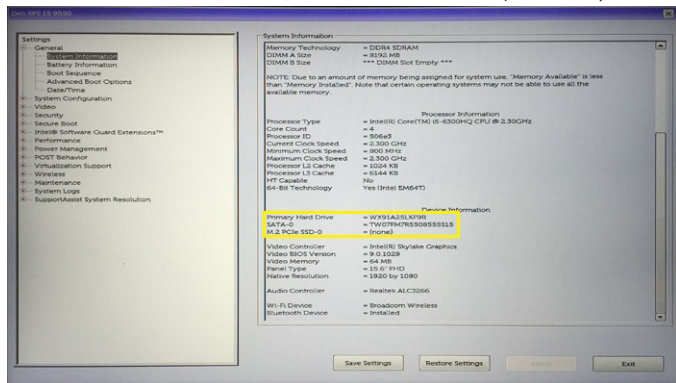 Dell XPS 15 9550
Settings
General
System Information
Battery Information
Boot Sequence
Advanced Boot Options
Date/Time
System Configuration
Video
Security
Secure Boot
Intel® Software Guard Extensions™
Performance
Power Management
POST Behavior
Virtualization Support
Wireless
Maintenance
System Logs
SupportAssist System Resolution
System Information
Memory Technology = DDR4 SDRAM
DIMM A Size = 8192 MB
DIMM B Size *** DIMM Slot Empty ***
NOTE: Due to an amount of memory being assigned for system use, "Memory Available" is less
than "Memory Installed". Note that certain operating systems may not be able to use all the
available memory.
Processor Information
Processor Type = Intel(R) Core(TM) i5-6300HQ CPU @ 2.30GHz
Core Count = 4
Processor ID = 506e3
Current Clock Speed = 2.300 GHz
Minimum Clock Speed = 800 MHz
Maximum Clock Speed = 2.300 GHz
Processor L2 Cache = 1024 KB
Processor L3 Cache = 6144 KB
HT Capable No
64-Bit Technology Yes (Intel EM64T)
Device Information
Primary Hard Drive = WX91A25LKF9R
SATA-0 = TW07FM7R5508555515
M.2 PCIe SSD-0 = (none)
Video Controller = Intel(R) Skylake Graphics
Video BIOS Version = 9.0.1029
Video Memory = 64 MB
Panel Type = 15.6" FHD
Native Resolution = 1920 by 1080
Audio Controller = Realtek ALC3266
Wi-Fi Device = Broadcom Wireless
Bluetooth Device = Installed
Save Settings
Restore Settings
Apply
Exit